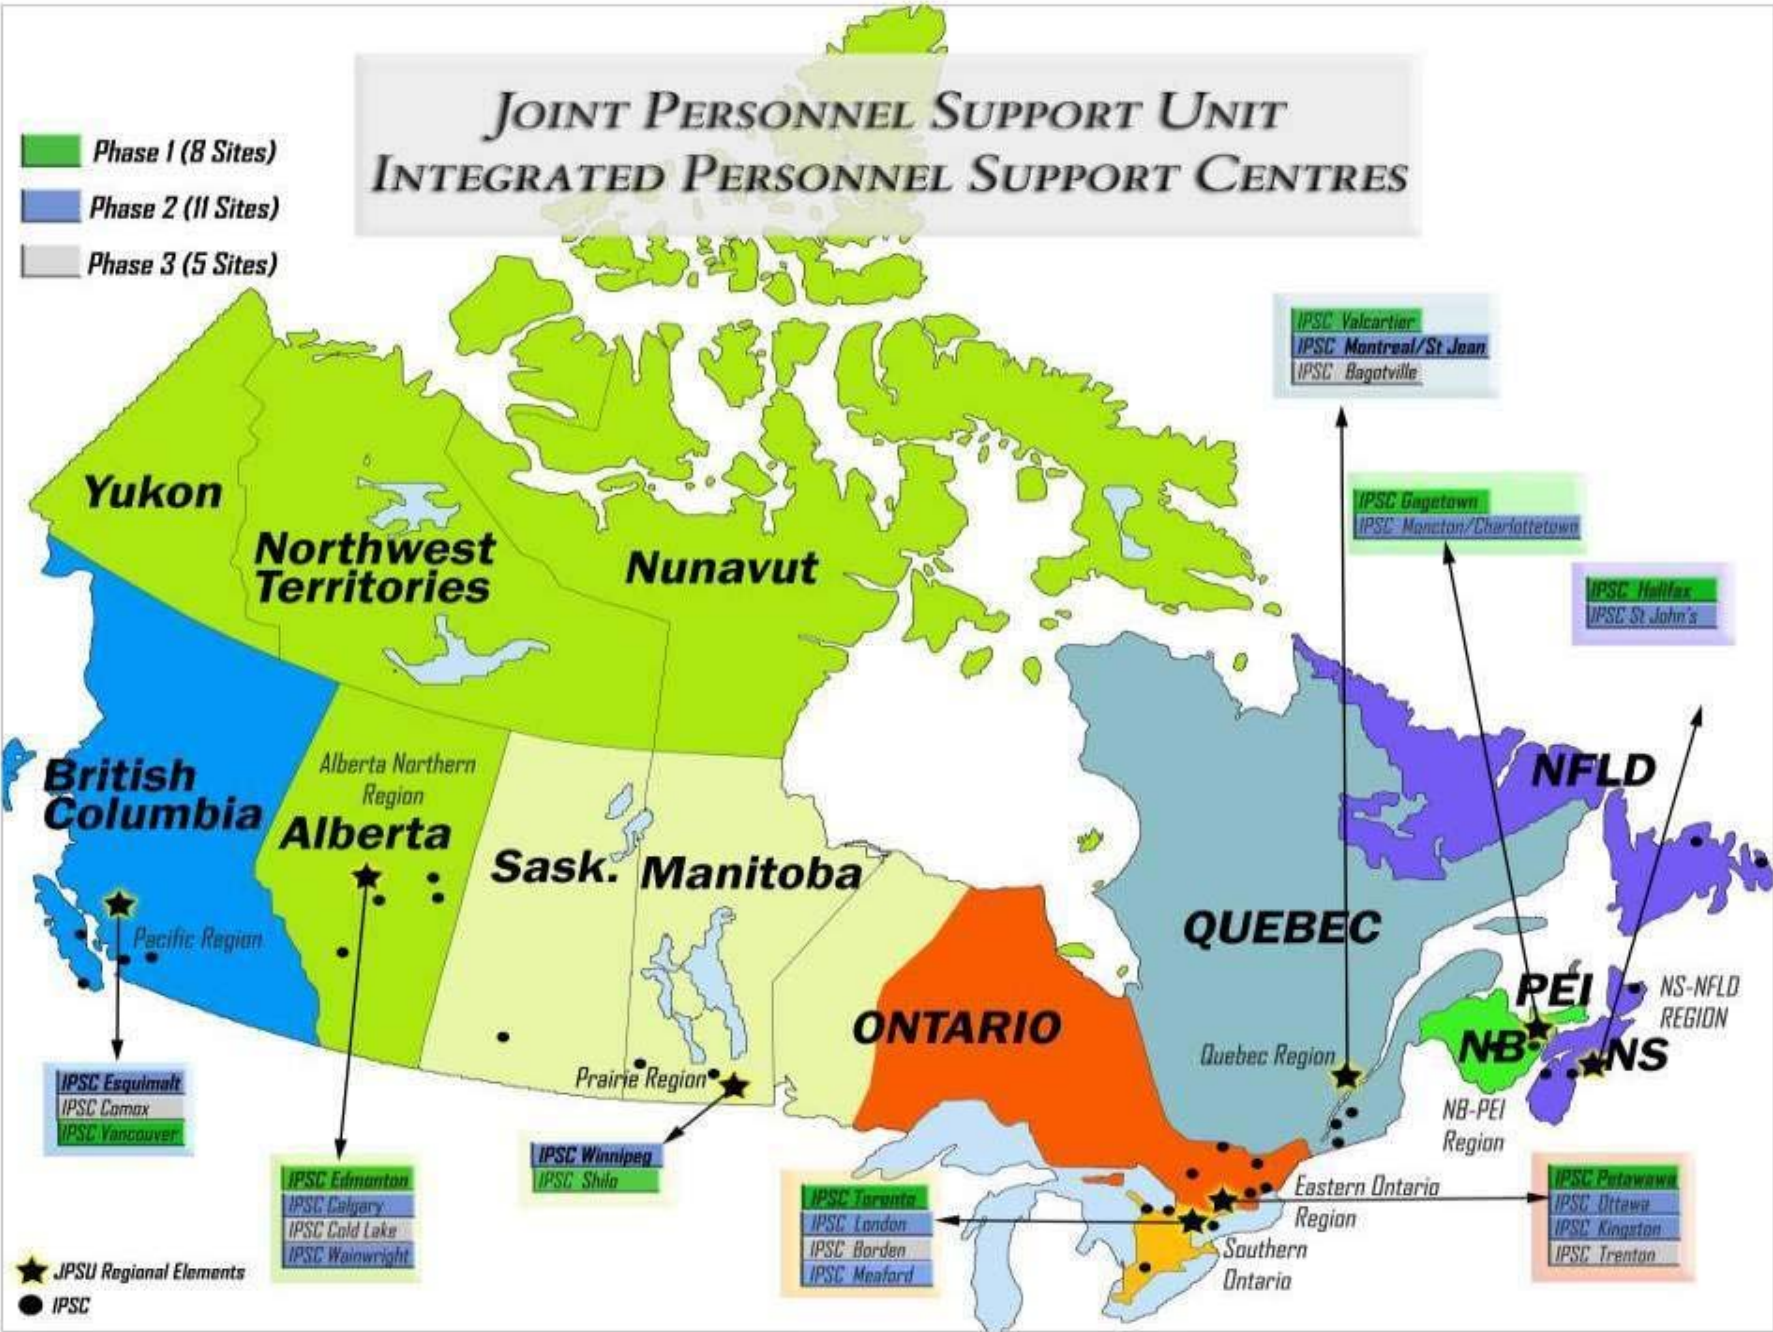 JOINT PERSONNEL SUPPORT UNIT
INTEGRATED PERSONNEL SUPPORT CENTRES
Phase 1 (8 Sites)
Phase 2 (11 Sites)
Phase 3 (5 Sites)
IPSC Valcartier
IPSC Montreal/St Jean
IPSC Bagotville
IPSC Gagetown
IPSC Moncton/Charlottetown
IPSC Halifax
IPSC St John's
Yukon
Northwest
Territories
Nunavut
British
Columbia
Alberta Northern
Region
Alberta
Sask.
Manitoba
ONTARIO
QUEBEC
NFLD
PEI
NB
NS
Pacific Region
Prairie Region
Quebec Region
NS-NFLD
REGION
NB-PEI
Region
Eastern Ontario
Region
Southern
Ontario
IPSC Esquimalt
IPSC Comox
IPSC Vancouver
IPSC Edmonton
IPSC Calgary
IPSC Cold Lake
IPSC Wainwright
IPSC Winnipeg
IPSC Shilo
IPSC Toronto
IPSC London
IPSC Borden
IPSC Meaford
IPSC Petawawa
IPSC Ottawa
IPSC Kingston
IPSC Trenton
JPSU Regional Elements
IPSC